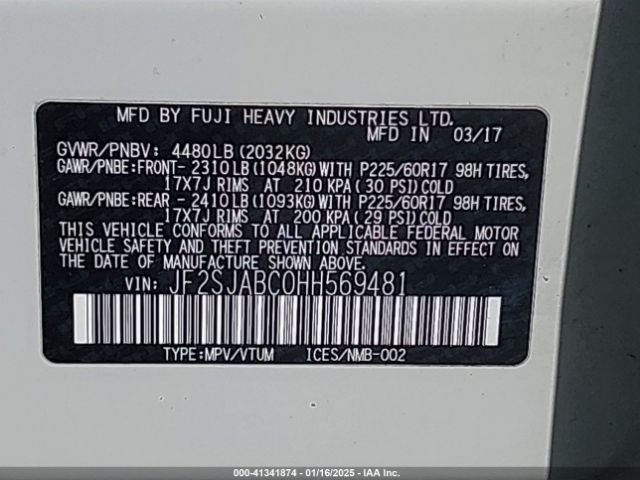 MFD BY FUJI HEAVY INDUSTRIES LTD.
MFD IN 03/17
GVWR/PNBV: 4480LB (2032KG)
GAWR/PNBE:FRONT- 2310LB (1048KG) WITH P225/60R17 98H TIRES,
17X7J RIMS AT 210 KPA (30 PSI) COLD
GAWR/PNBE:REAR - 2410LB (1093KG) WITH P225/60R17 98H TIRES,
17X7J RIMS AT 200 KPA (29 PSI) COLD
THIS VEHICLE CONFORMS TO ALL APPLICABLE FEDERAL MOTOR
VEHICLE SAFETY AND THEFT PREVENTION STANDARDS IN EFFECT ON
THE DATE OF MANUFACTURE SHOWN ABOVE.
VIN: JF2SJABC0HH569481
TYPE:MPV/VTUM ICES/NMB-002
000-41341874 | 01/16/2025 | IAAI.COM